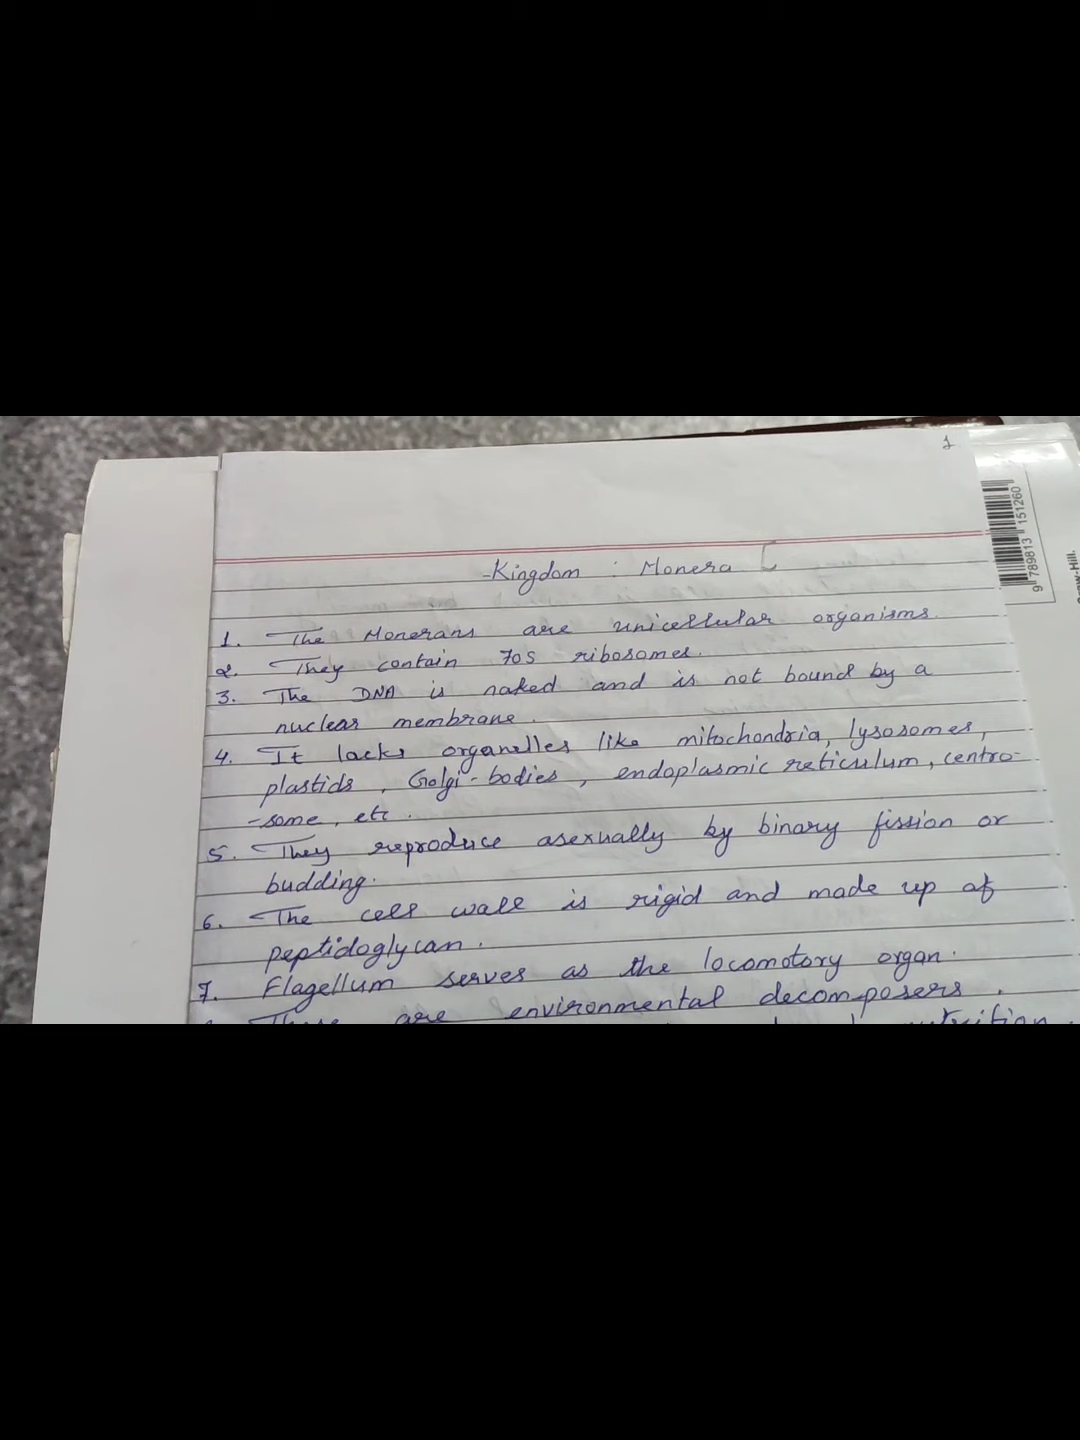 1
Kingdom : Monera
1. The Monerans are unicellular organisms.
2. They contain 70s ribosomes.
3. The DNA is naked and is not bound by a
nuclear membrane.
4. It lacks organelles like mitochondria, lysosomes,
plastids, Golgi-bodies, endoplasmic reticulum, centro-
-some, etc.
5. They reproduce asexually by binary fission or
budding.
6. The cell wall is rigid and made up of
peptidoglycan.
7. Flagellum serves as the locomotory organ.
are environmental decomposers.
nutrition
9 789813 151260